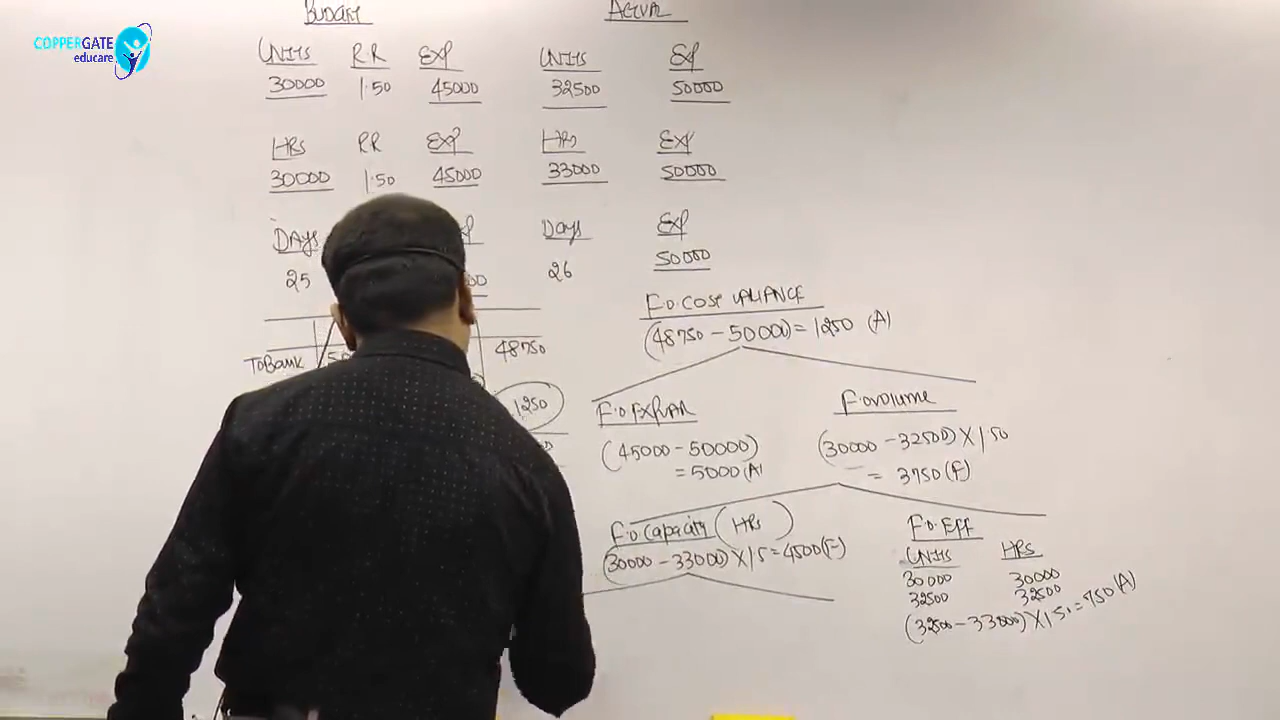 COPPERGATE
educare
BUDGET ACTUAL
UNITS RR EXP UNITS EXP
30000 1.50 45000 32500 50000
HRS RR EXP HRS EXP
30000 1.50 45000 33000 50000
DAYS Days EXP
25 26 50000
F.O. COST VARIANCE
(48750 - 50000) = 1250 (A)
To BANK 48750
1250
F.O EXP VAR F.O VOLUME
(45000 - 50000) (30000 - 32500) X 1.50
= 5000 (A) = 3750 (F)
F.O. Capacity (HRS) F.O. EFF
(30000 - 33000) X 1.5 = 4500 (F) UNITS HRS
30000 30000
32500 32500
(32500 - 33000) X 1.5 = 750 (A)